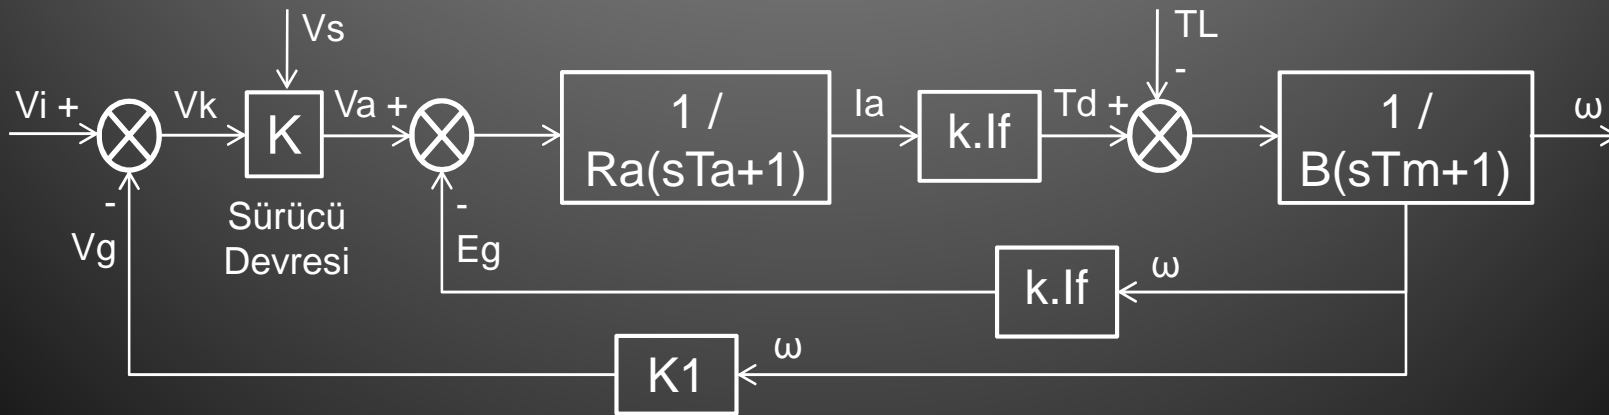 Vs
TL
-
Vi +
Vk
K
Va +
1 /
Ra(sTa+1)
Ia
k.If
Td +
1 /
B(sTm+1)
ω
-
Vg
Sürücü
Devresi
-
Eg
k.If
ω
K1
ω